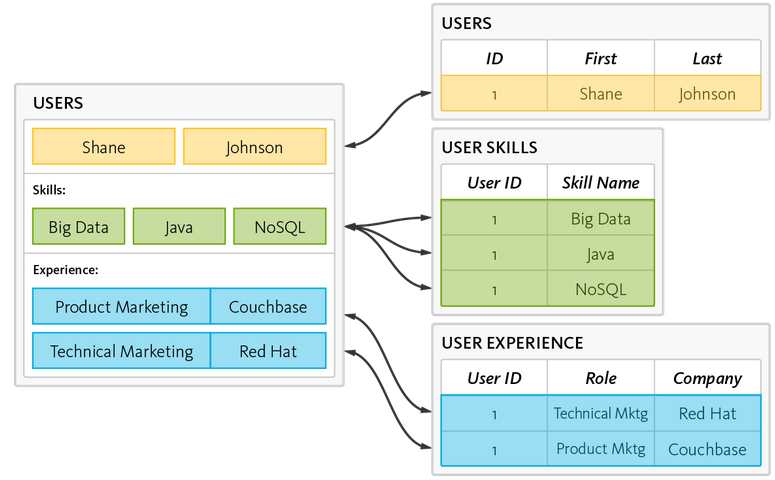 USERS
Shane Johnson
Skills:
Big Data Java NoSQL
Experience:
Product Marketing Couchbase
Technical Marketing Red Hat
USERS
ID First Last
1 Shane Johnson
USER SKILLS
User ID Skill Name
1 Big Data
1 Java
1 NoSQL
USER EXPERIENCE
User ID Role Company
1 Technical Mktg Red Hat
1 Product Mktg Couchbase